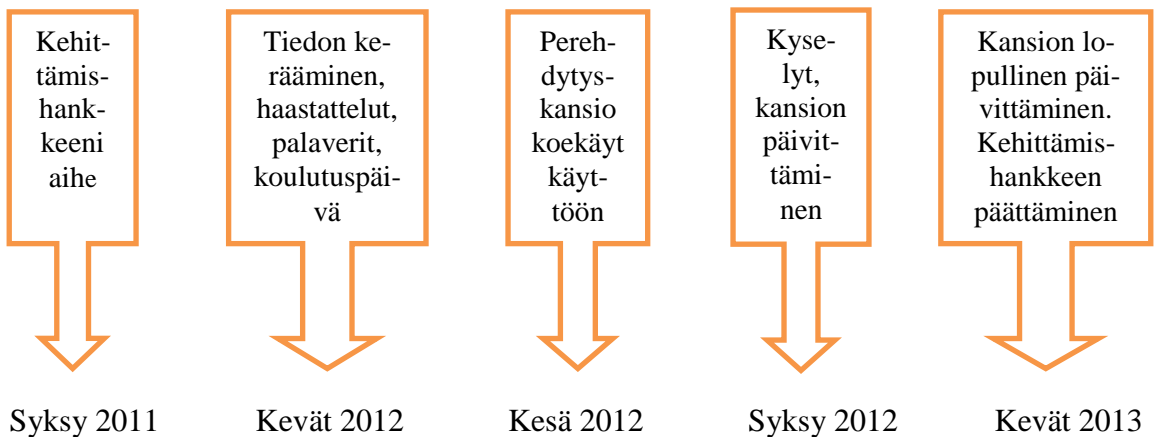 Kehit-
tämis-
hank-
keeni
aihe
Tiedon ke-
rääminen,
haastattelut,
palaverit,
koulutuspäi-
vä
Pereh-
dytys-
kansio
koekäyt
käyt-
töön
Kyse-
lyt,
kansion
päivit-
tämi-
nen
Kansion lo-
pullinen päi-
vittäminen.
Kehittämis-
hankkeen
päättäminen
Syksy 2011
Kevät 2012
Kesä 2012
Syksy 2012
Kevät 2013